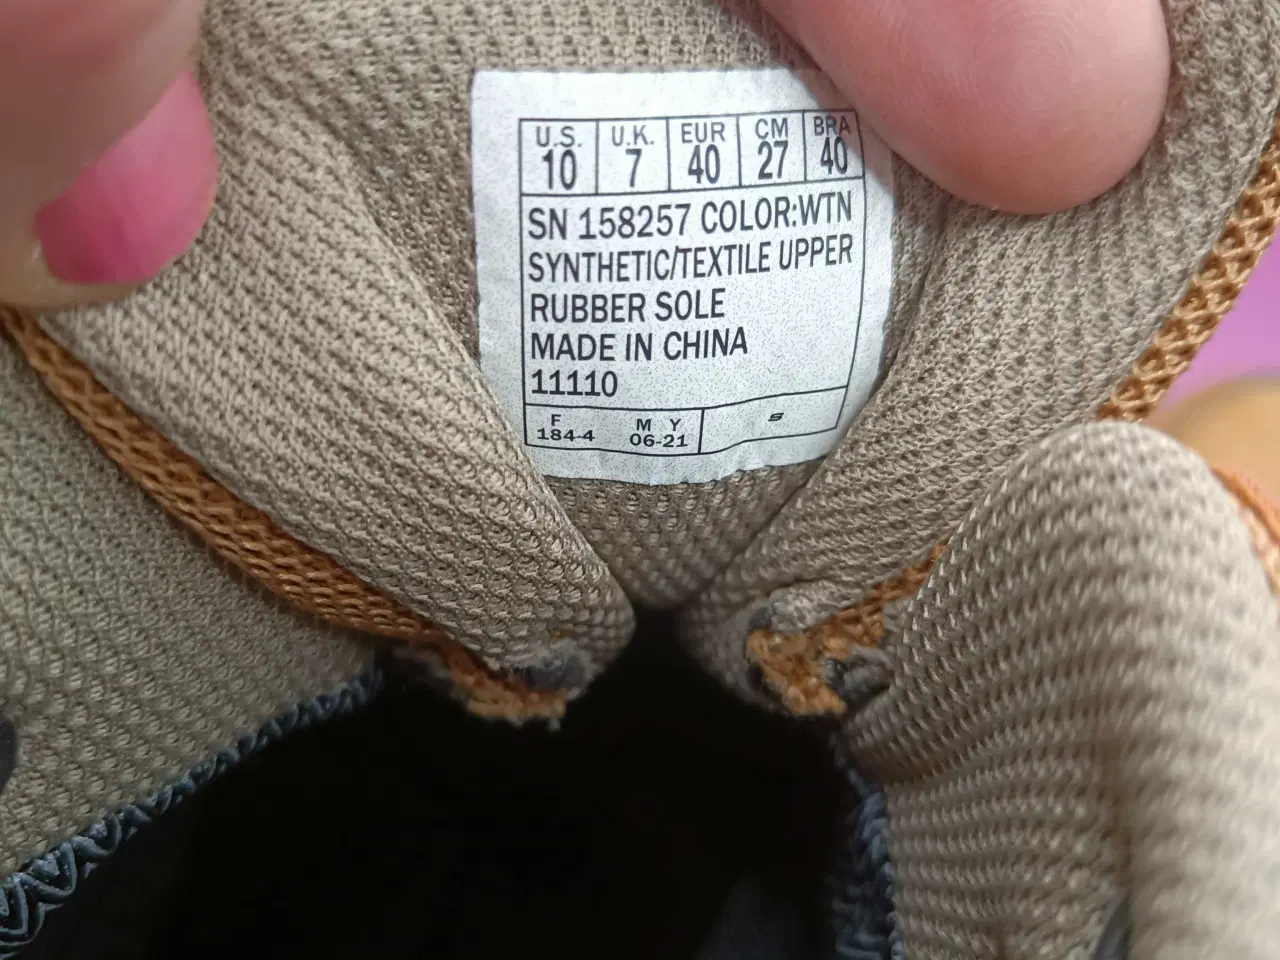 U.S. U.K. EUR CM BRA
10 7 40 27 40
SN 158257 COLOR:WTN
SYNTHETIC/TEXTILE UPPER
RUBBER SOLE
MADE IN CHINA
11110
F M Y S
184-4 06-21